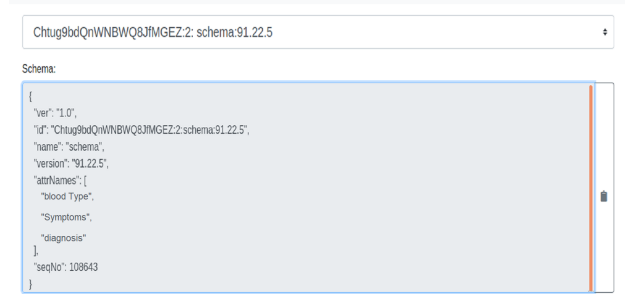 Chtug9bdQnWNBWQ8JfMGEZ:2: schema:91.22.5
Schema:
{
"ver": "1.0",
"id": "Chtug9bdQnWNBWQ8JfMGEZ:2:schema:91.22.5",
"name": "schema",
"version": "91.22.5",
"attrNames": [
"blood Type",
"Symptoms",
"diagnosis"
],
"seqNo": 108643
}